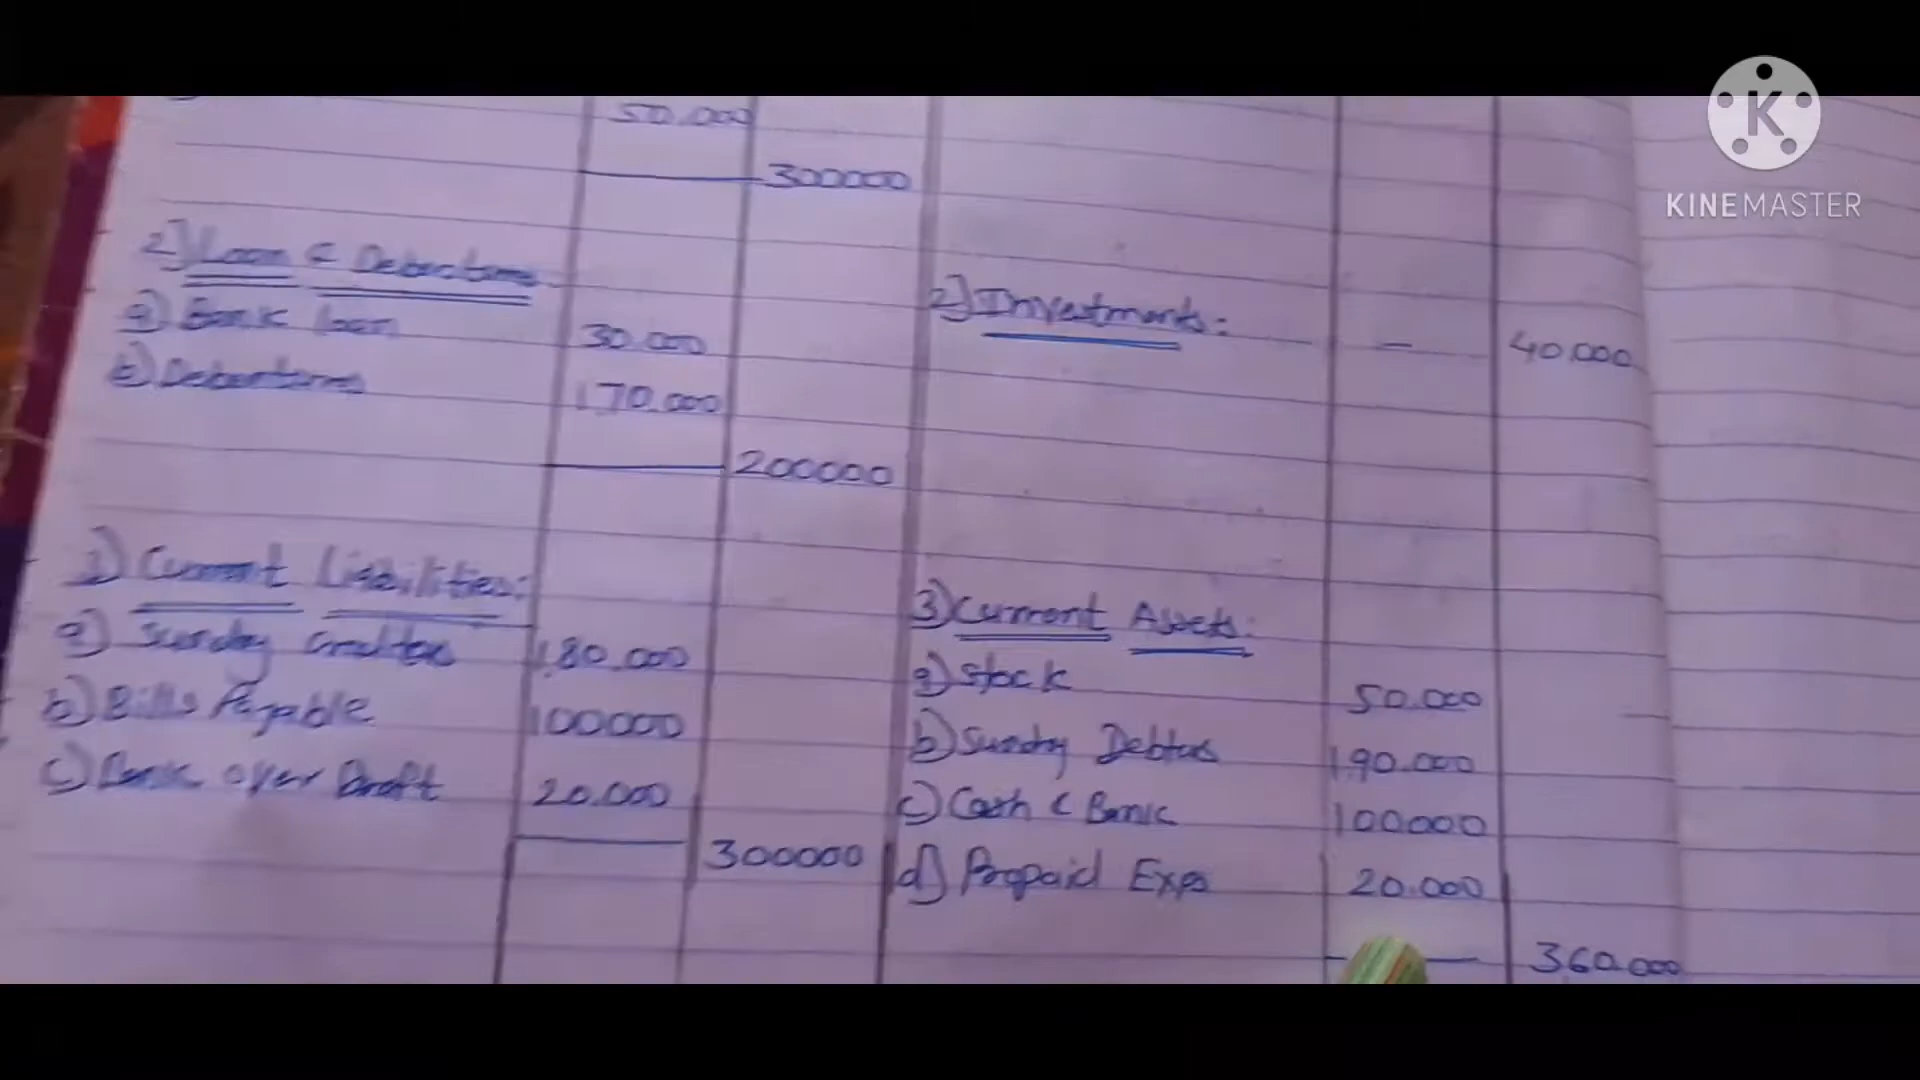 50.000
300000
2) Loan & Debentures
a) Bank loan 30.000
b) Debentures 170.000
200000
3) Current Liabilities:
a) Sundry Creditors 180.000
b) Bills Payable 100000
c) Bank over Draft 20.000
300000
2) Investments: — 40.000
3) Current Assets:
a) Stock 50.000
b) Sundry Debtors 190.000
c) Cash & Bank 100000
d) Prepaid Exps 20.000
360.000
K
KINEMASTER